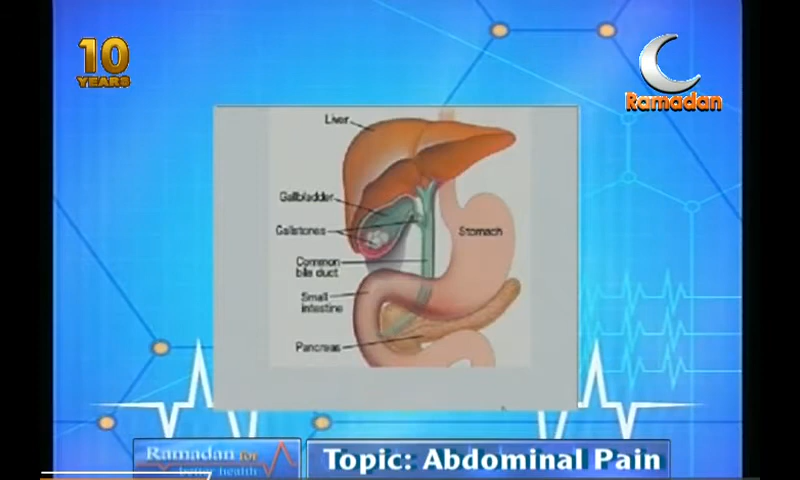 10
YEARS
Ramadan
Liver
Gallbladder
Gallstones
Stomach
Common
bile duct
Small
intestine
Pancreas
Ramadan for
better health
Topic: Abdominal Pain